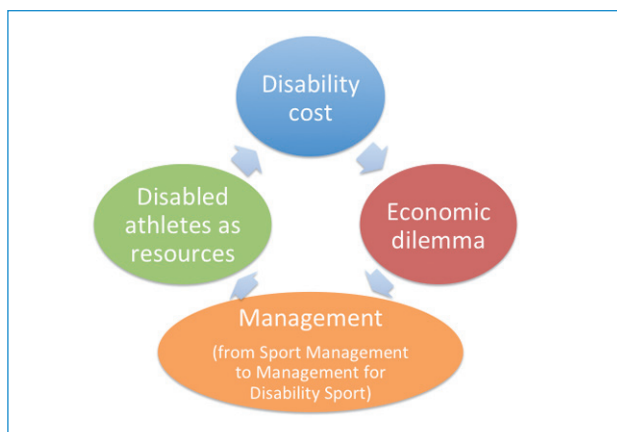 Disability
cost
Disabled
athletes as
resources
Economic
dilemma
Management
(from Sport Management
to Management for
Disability Sport)